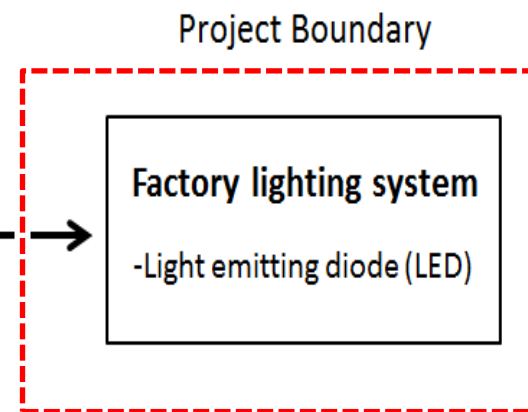 Project Boundary
Factory lighting system
-Light emitting diode (LED)